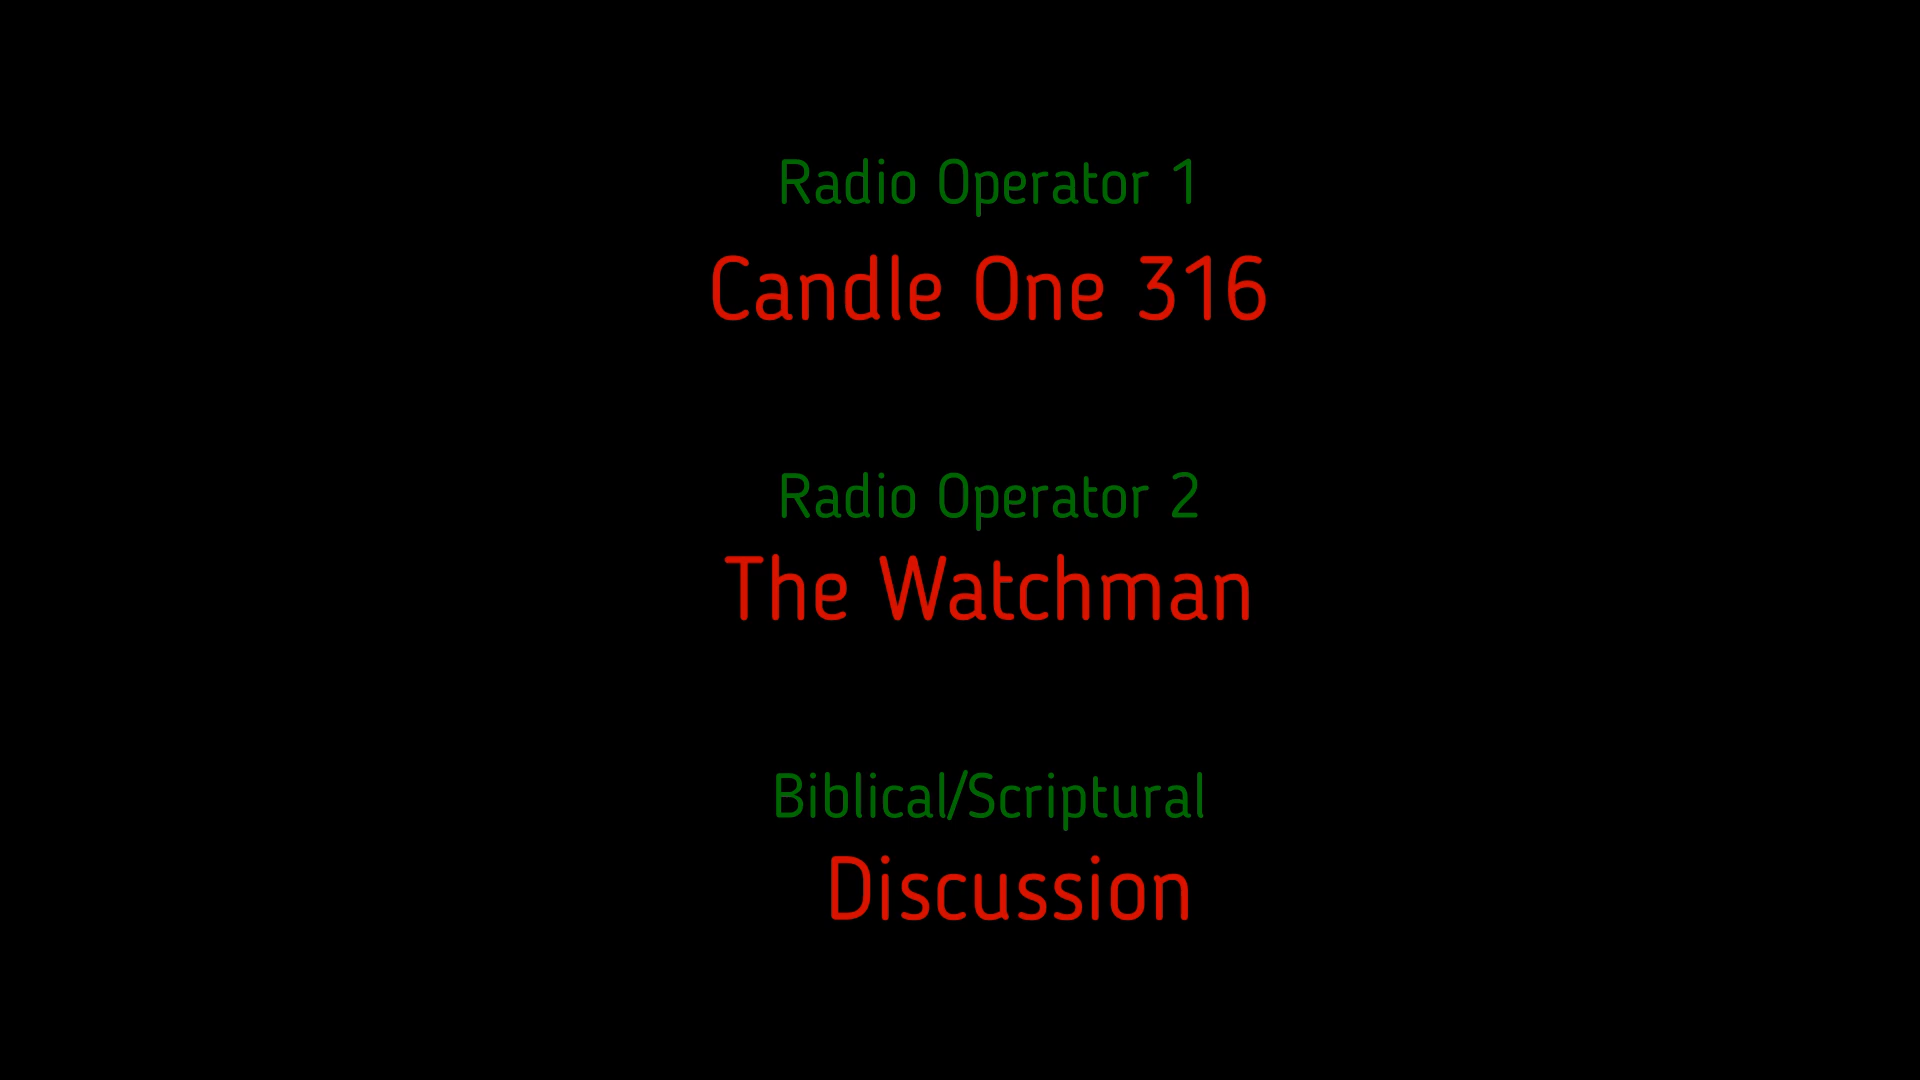 Radio Operator 1
Candle One 316
Radio Operator 2
The Watchman
Biblical/Scriptural
Discussion